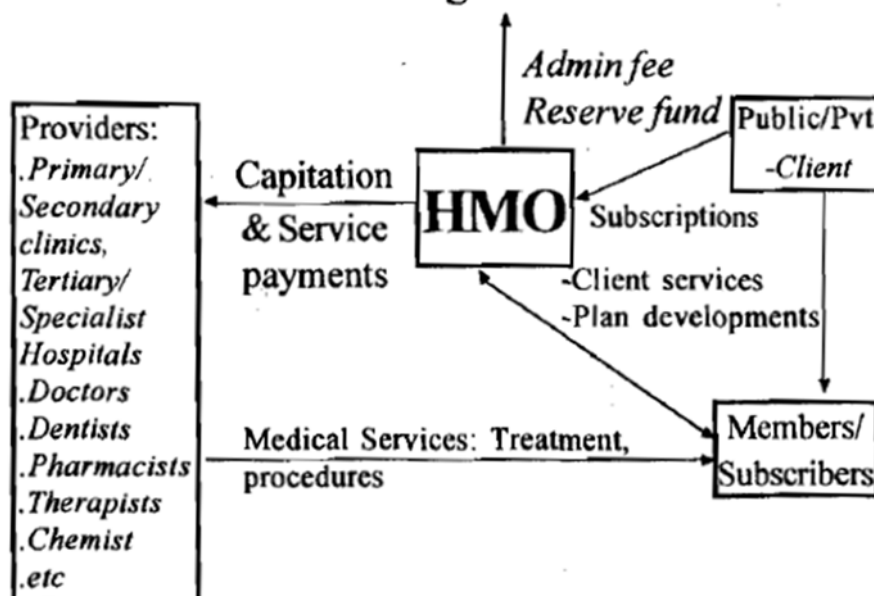 Admin fee
Reserve fund
Providers:
.Primary/
Secondary
clinics,
Tertiary/
Specialist
Hospitals
.Doctors
.Dentists
.Pharmacists
.Therapists
.Chemist
.etc
Capitation
& Service
payments
HMO
Public/Pvt
-Client
Subscriptions
-Client services
-Plan developments
Medical Services: Treatment,
procedures
Members/
Subscribers